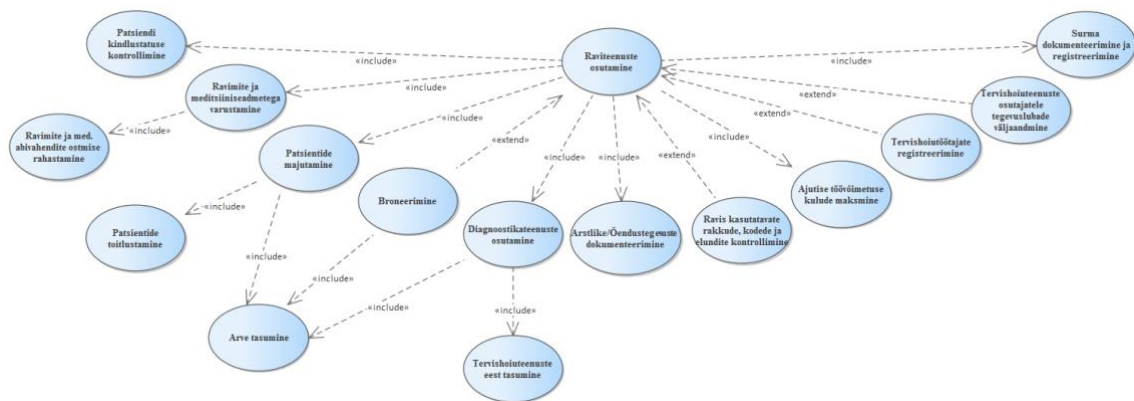 Patsiendi
kindlustatuse
kontrollimine
Raviteenuste
osutamine
Surma
dokumenteerimine ja
registreerimine
«include»
«include»
Ravimite ja
meditsiiniseadmetega
varustamine
«include»
«extend»
Tervishoiuteenuste
osutajatele
tegevuslubade
väljaandmine
Ravimite ja med.
abivahendite ostmise
rahastamine
«include»
«include»
«extend»
Tervishoiutöötajate
registreerimine
Patsientide
majutamine
«extend»
«include»
«include»
«extend»
«include»
Ajutise töövõimetuse
kulude maksmine
Broneerimine
Patsientide
toitlustamine
«include»
Diagnostikateenuste
osutamine
Arstlike/Õendustegevuste
dokumenteerimine
Ravis kasutatavate
rakkude, kodede ja
elundite kontrollimine
«include»
«include»
«include»
«include»
Arve tasumine
Tervishoiuteenuste
eest tasumine